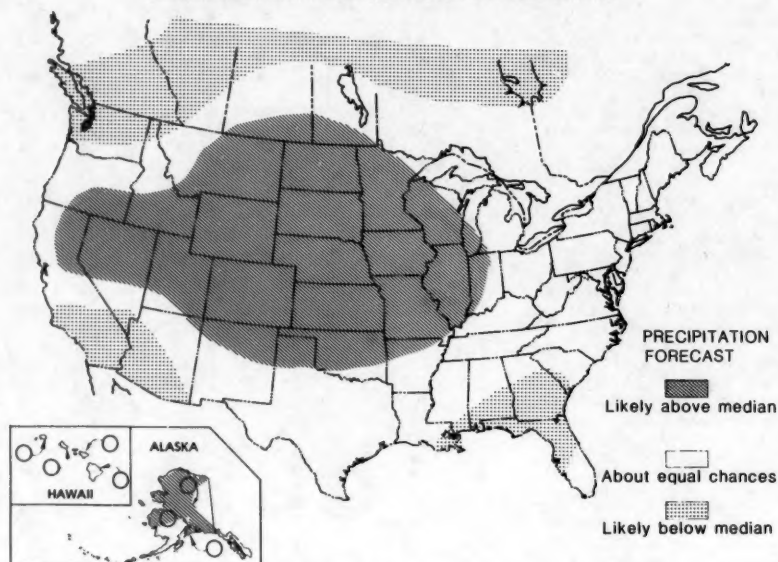 PRECIPITATION
FORECAST
Likely above median
About equal chances
Likely below median
ALASKA
HAWAII